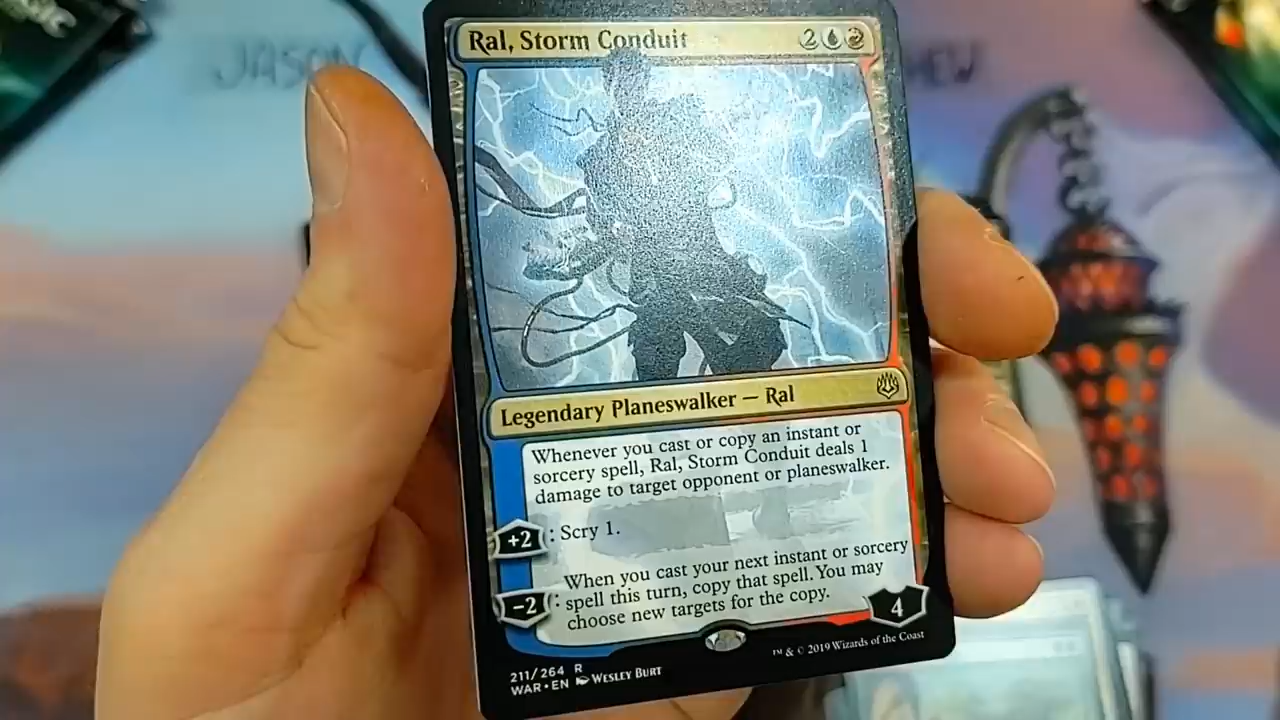 JASON
HEW
Ral, Storm Conduit 2
Legendary Planeswalker — Ral
Whenever you cast or copy an instant or
sorcery spell, Ral, Storm Conduit deals 1
damage to target opponent or planeswalker.
+2 : Scry 1.
When you cast your next instant or sorcery
-2 : spell this turn, copy that spell. You may
choose new targets for the copy.
4
211/264 R
WAR • EN WESLEY BURT
™ & © 2019 Wizards of the Coast